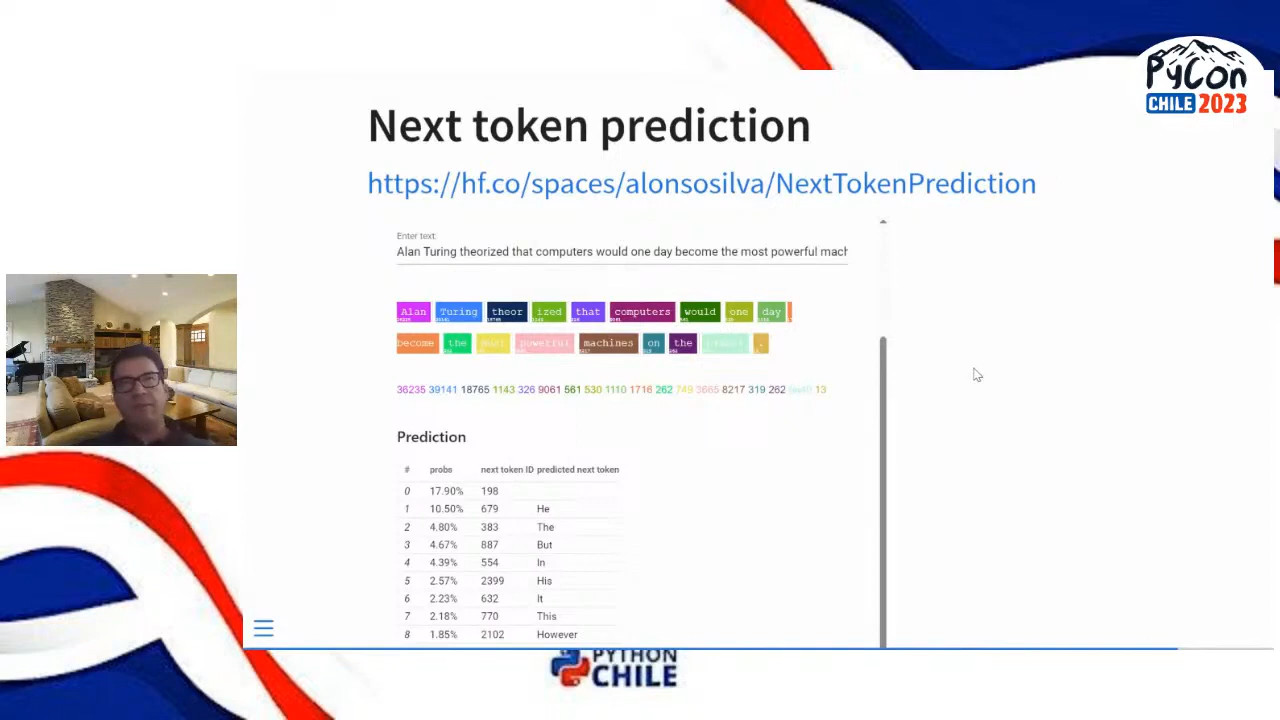 PyCon
CHILE 2023
Next token prediction
https://hf.co/spaces/alonsosilva/NextTokenPrediction
Enter text:
Alan Turing theorized that computers would one day become the most powerful mach
Alan Turing theor ized that computers would one day
become the most powerful machines on the planet .
36235 39141 18765 1143 326 9061 561 530 1110 1716 262 749 3665 8217 319 262 13
Prediction
# probs next token ID predicted next token
0 17.90% 198
1 10.50% 679 He
2 4.80% 383 The
3 4.67% 887 But
4 4.39% 554 In
5 2.57% 2399 His
6 2.23% 632 It
7 2.18% 770 This
8 1.85% 2102 However
PYTHON
CHILE